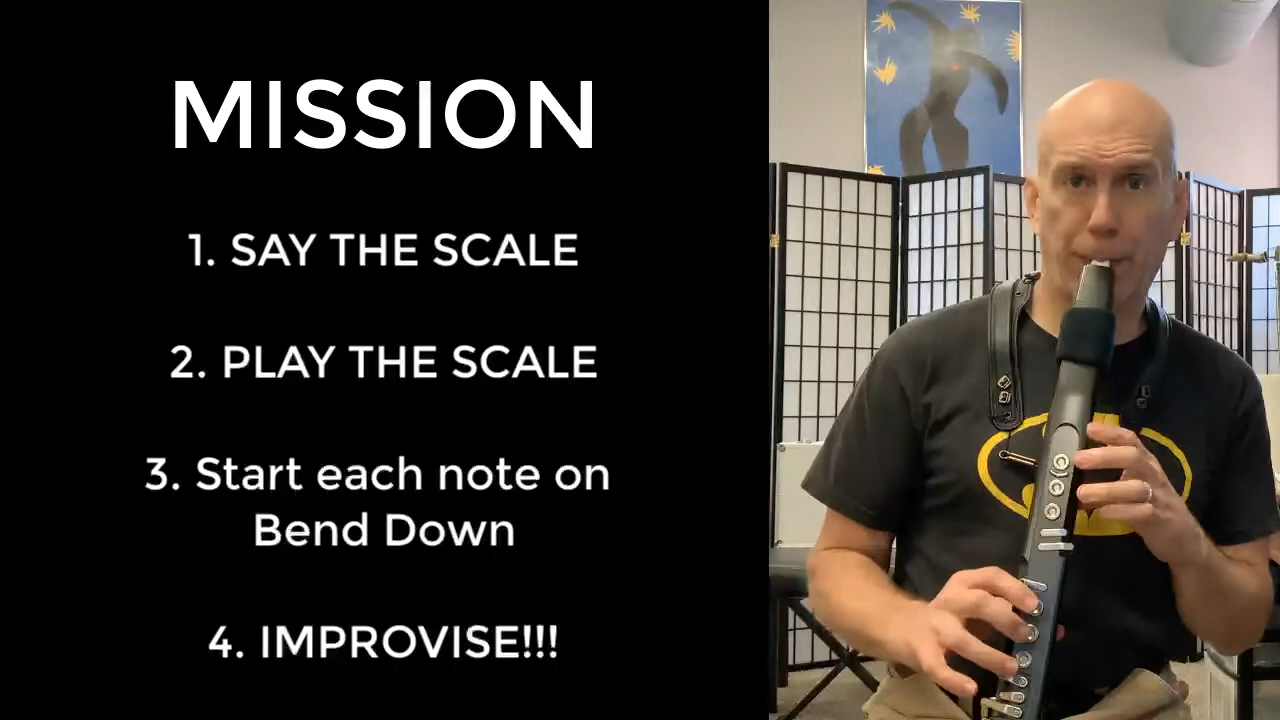 MISSION
1. SAY THE SCALE
2. PLAY THE SCALE
3. Start each note on
Bend Down
4. IMPROVISE!!!